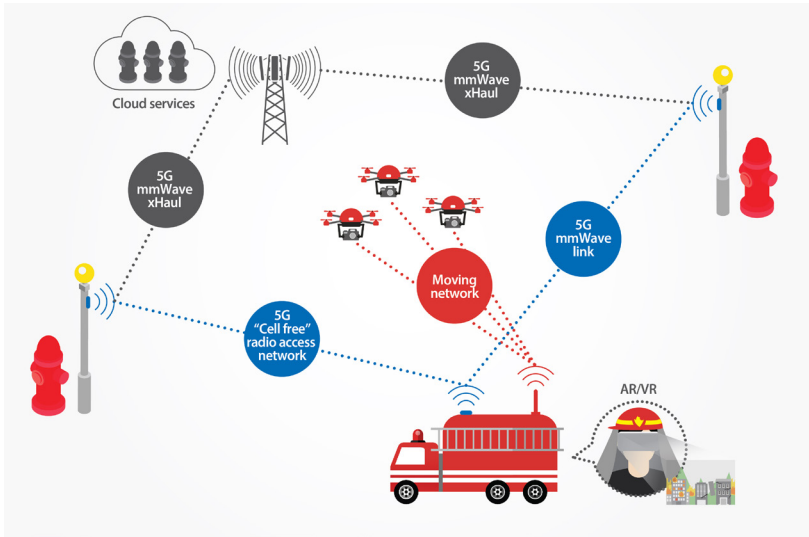 Cloud services
5G
mmWave
xHaul
5G
mmWave
xHaul
5G
mmWave
link
Moving
network
5G
“Cell free”
radio access
network
AR/VR